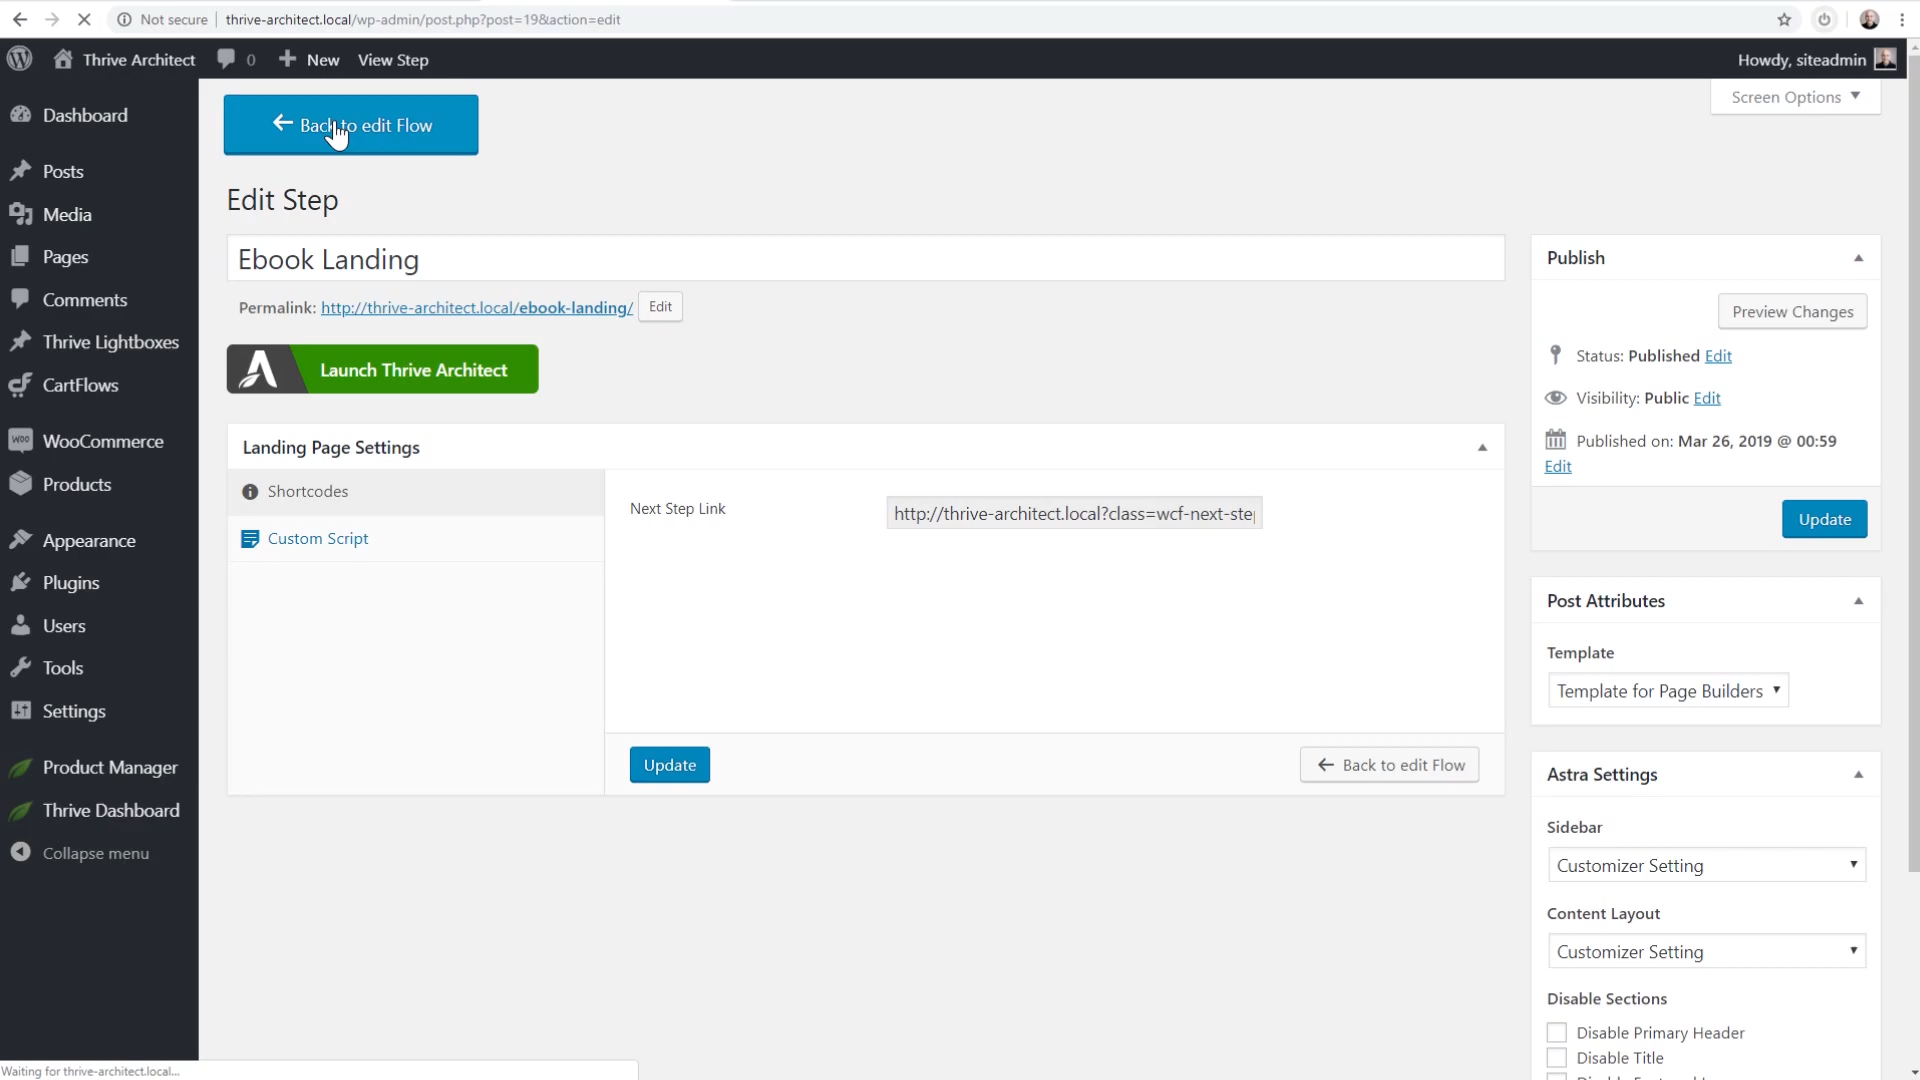 Not secure
thrive-architect.local/wp-admin/post.php?post=19&action=edit
Thrive Architect
0
New
View Step
Howdy, siteadmin
Dashboard
Posts
Media
Pages
Comments
Thrive Lightboxes
CartFlows
WooCommerce
Products
Appearance
Plugins
Users
Tools
Settings
Product Manager
Thrive Dashboard
Collapse menu
Screen Options
Back to edit Flow
Edit Step
Ebook Landing
Permalink: http://thrive-architect.local/ebook-landing/ Edit
Launch Thrive Architect
Landing Page Settings
Shortcodes
Custom Script
Next Step Link
http://thrive-architect.local?class=wcf-next-step
Update
Back to edit Flow
Publish
Preview Changes
Status: Published Edit
Visibility: Public Edit
Published on: Mar 26, 2019 @ 00:59
Edit
Update
Post Attributes
Template
Template for Page Builders
Astra Settings
Sidebar
Customizer Setting
Content Layout
Customizer Setting
Disable Sections
Disable Primary Header
Disable Title
Waiting for thrive-architect.local...